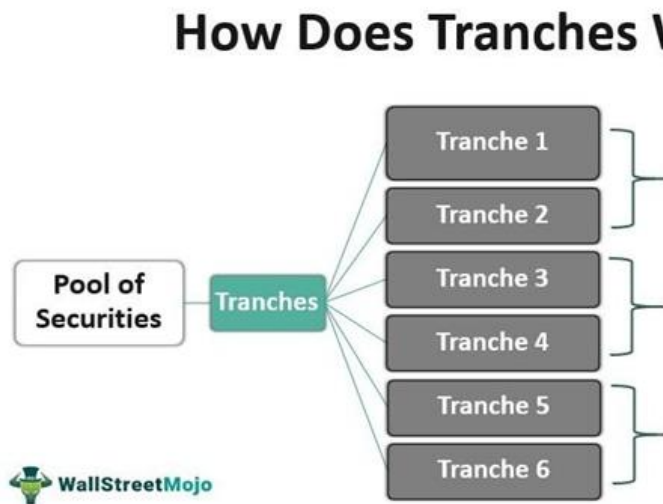 How Does Tranches
Tranche 1
Tranche 2
Pool of
Securities
Tranches
Tranche 3
Tranche 4
Tranche 5
Tranche 6
WallStreetMojo